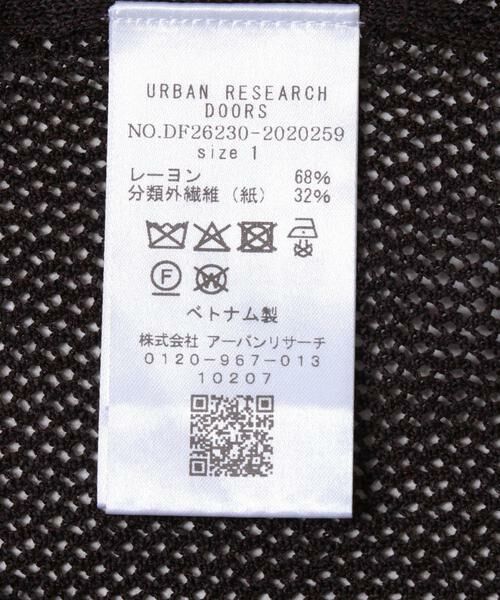 URBAN RESEARCH
DOORS
NO.DF26230-2020259
size 1
レーヨン 68%
分類外繊維（紙） 32%
F W
ベトナム製
株式会社 アーバンリサーチ
0120-967-013
10207